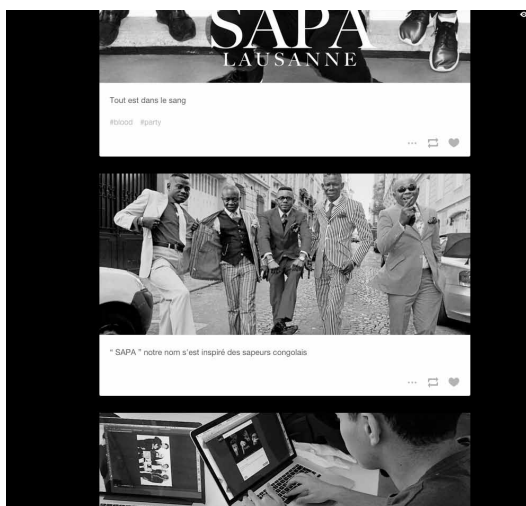 SAPA
LAUSANNE
Tout est dans le sang
#blood #party
" SAPA " notre nom s'est inspiré des sapeurs congolais